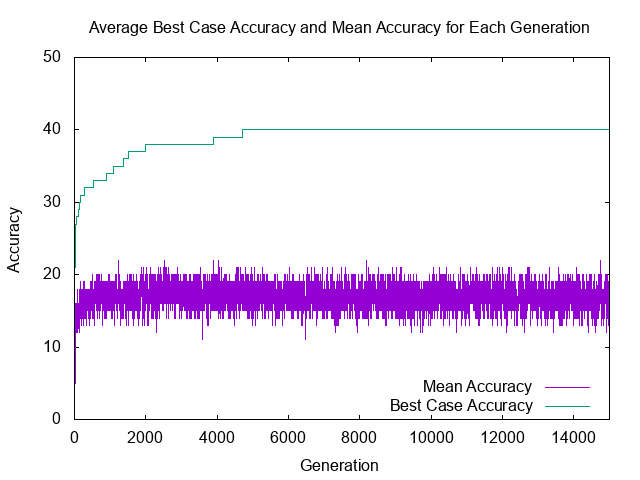 Average Best Case Accuracy and Mean Accuracy for Each Generation
50
40
30
20
10
0
Accuracy
Mean Accuracy
Best Case Accuracy
0 2000 4000 6000 8000 10000 12000 14000
Generation